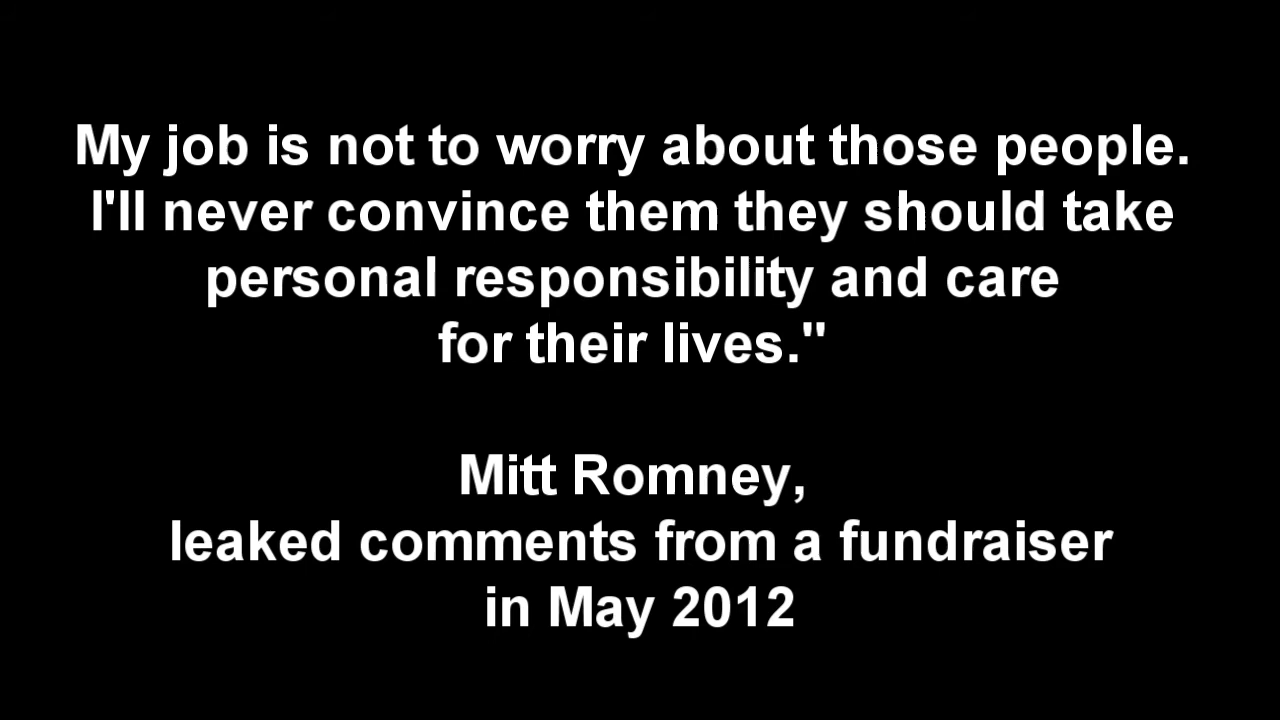 My job is not to worry about those people.
I'll never convince them they should take
personal responsibility and care
for their lives."
Mitt Romney,
leaked comments from a fundraiser
in May 2012